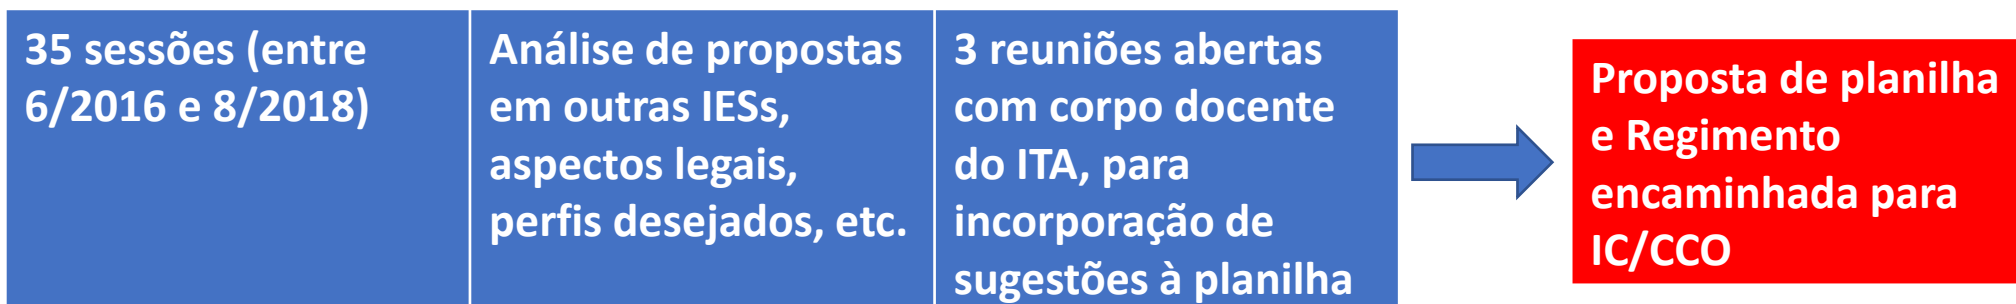 35 sessões (entre
6/2016 e 8/2018)
Análise de propostas
em outras IESs,
aspectos legais,
perfis desejados, etc.
3 reuniões abertas
com corpo docente
do ITA, para
incorporação de
sugestões à planilha
Proposta de planilha
e Regimento
encaminhada para
IC/CCO